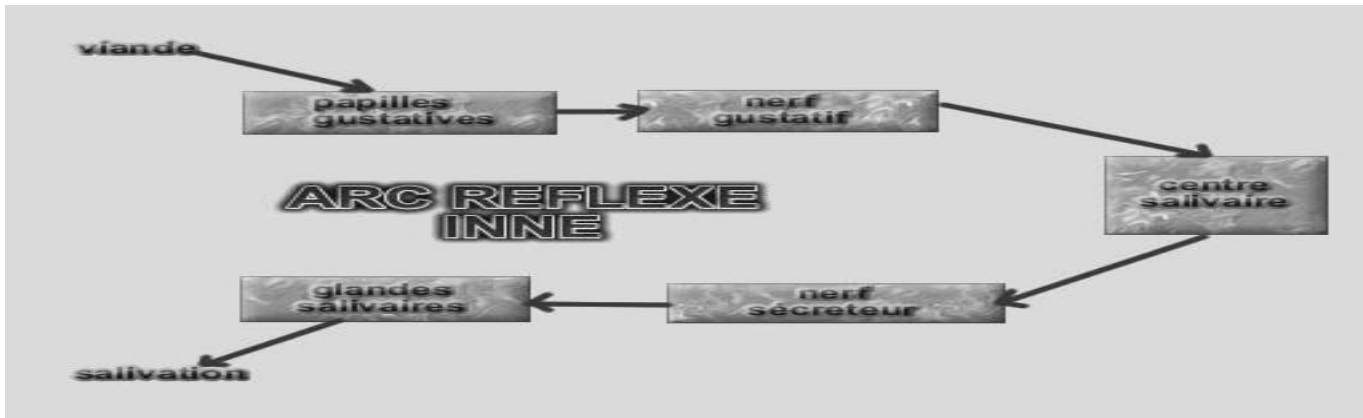 viande
papilles
gustatives
nerf
gustatif
centre
salivaire
ARC REFLEXE
INNE
glandes
salivaires
nerf
sécreteur
salivation